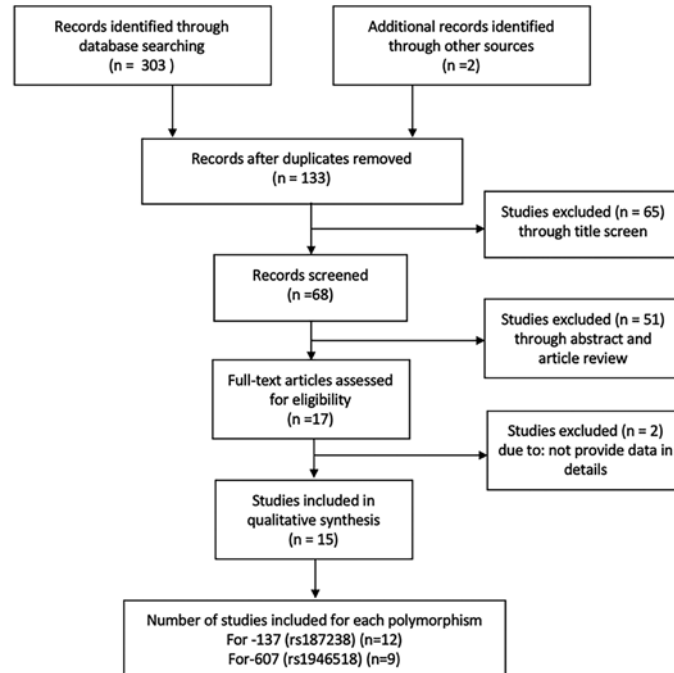 Records identified through
database searching
(n = 303 )
Additional records identified
through other sources
(n =2)
Records after duplicates removed
(n = 133)
Studies excluded (n = 65)
through title screen
Records screened
(n =68)
Studies excluded (n = 51)
through abstract and
article review
Full-text articles assessed
for eligibility
(n =17)
Studies excluded (n = 2)
due to: not provide data in
details
Studies included in
qualitative synthesis
(n = 15)
Number of studies included for each polymorphism
For -137 (rs187238) (n=12)
For-607 (rs1946518) (n=9)